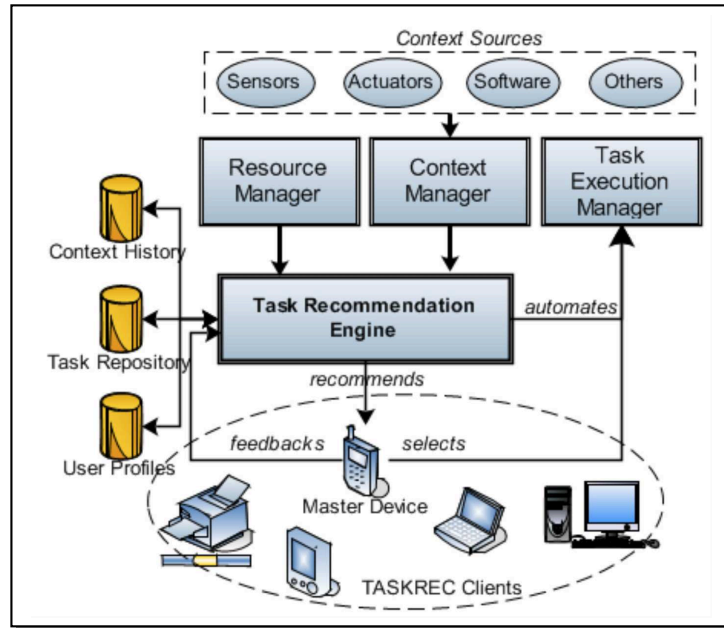 Context Sources
Sensors
Actuators
Software
Others
Resource
Manager
Context
Manager
Task
Execution
Manager
Context History
Task Recommendation
Engine
automates
Task Repository
recommends
User Profiles
feedbacks
selects
Master Device
TASKREC Clients